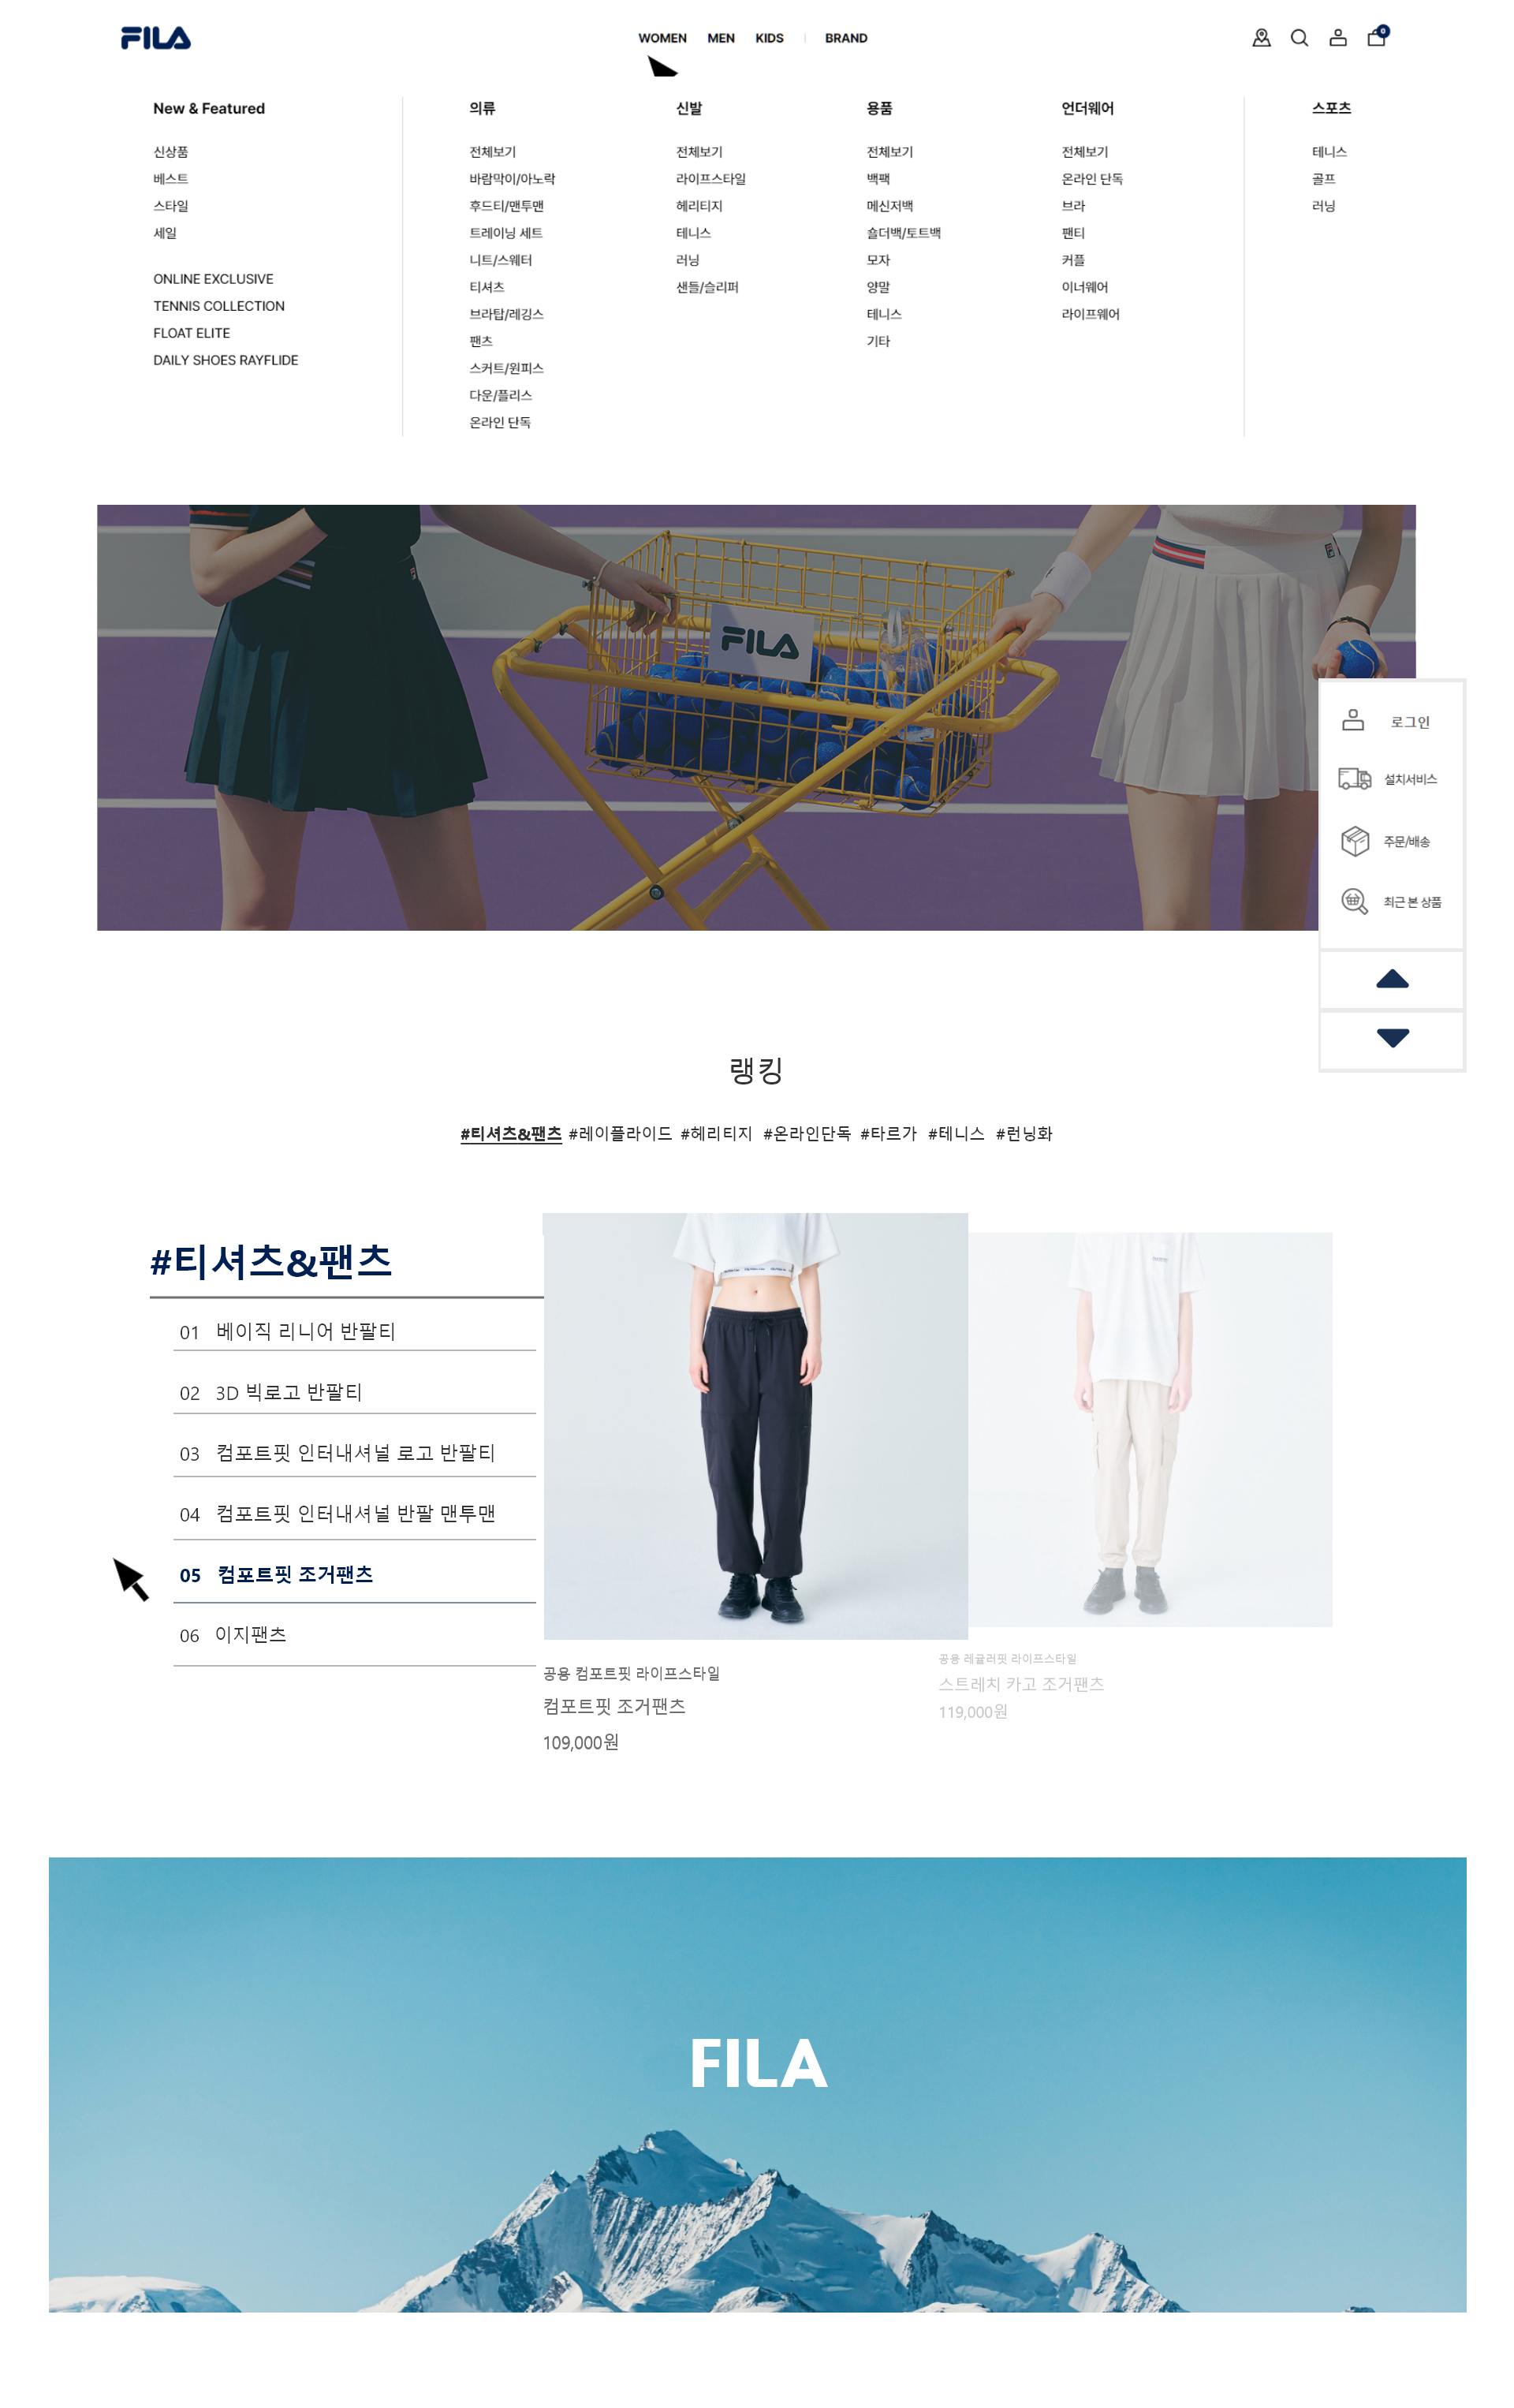 FILA
WOMEN MEN KIDS | BRAND
0
New & Featured
신상품
베스트
스타일
세일
ONLINE EXCLUSIVE
TENNIS COLLECTION
FLOAT ELITE
DAILY SHOES RAYFLIDE
의류
전체보기
바람막이/아노락
후드티/맨투맨
트레이닝 세트
니트/스웨터
티셔츠
브라탑/레깅스
팬츠
스커트/원피스
다운/플리스
온라인 단독
신발
전체보기
라이프스타일
헤리티지
테니스
러닝
샌들/슬리퍼
용품
전체보기
백팩
메신저백
숄더백/토트백
모자
양말
테니스
기타
언더웨어
전체보기
온라인 단독
브라
팬티
커플
이너웨어
라이프웨어
스포츠
테니스
골프
러닝
FILA
로그인
설치서비스
주문/배송
최근 본 상품
랭킹
#티셔츠&팬츠 #레이플라이드 #헤리티지 #온라인단독 #타르가 #테니스 #런닝화
#티셔츠&팬츠
01 베이직 리니어 반팔티
02 3D 빅로고 반팔티
03 컴포트핏 인터내셔널 로고 반팔티
04 컴포트핏 인터내셔널 반팔 맨투맨
05 컴포트핏 조거팬츠
06 이지팬츠
공용 컴포트핏 라이프스타일
컴포트핏 조거팬츠
109,000원
공용 레귤러핏 라이프스타일
스트레치 카고 조거팬츠
119,000원
FILA